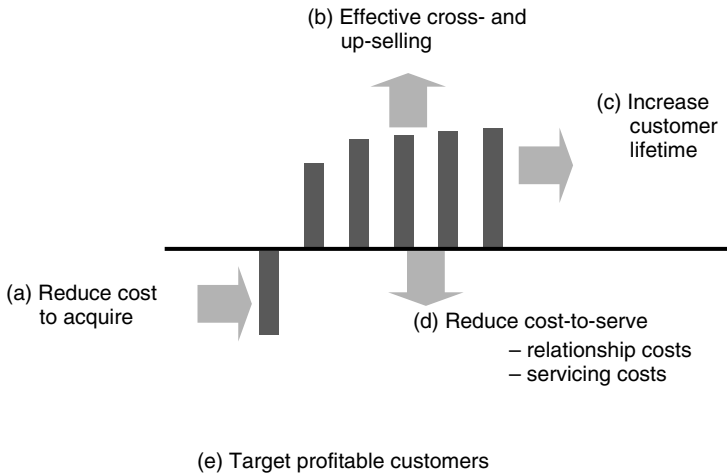 (b) Effective cross- and
up-selling
(c) Increase
customer
lifetime
(a) Reduce cost
to acquire
(d) Reduce cost-to-serve
– relationship costs
– servicing costs
(e) Target profitable customers